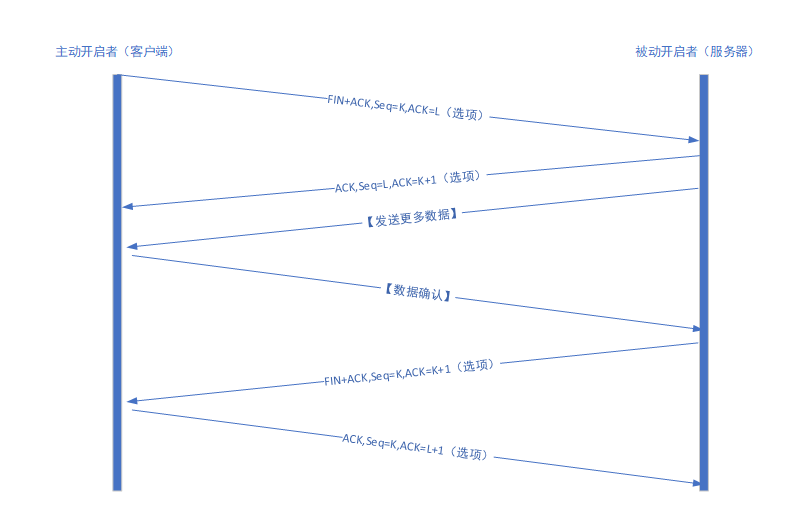 主动开启者（客户端）
被动开启者（服务器）
FIN+ACK,Seq=K,ACK=L（选项）
ACK,Seq=L,ACK=K+1（选项）
【发送更多数据】
【数据确认】
FIN+ACK,Seq=K,ACK=K+1（选项）
ACK,Seq=K,ACK=L+1（选项）